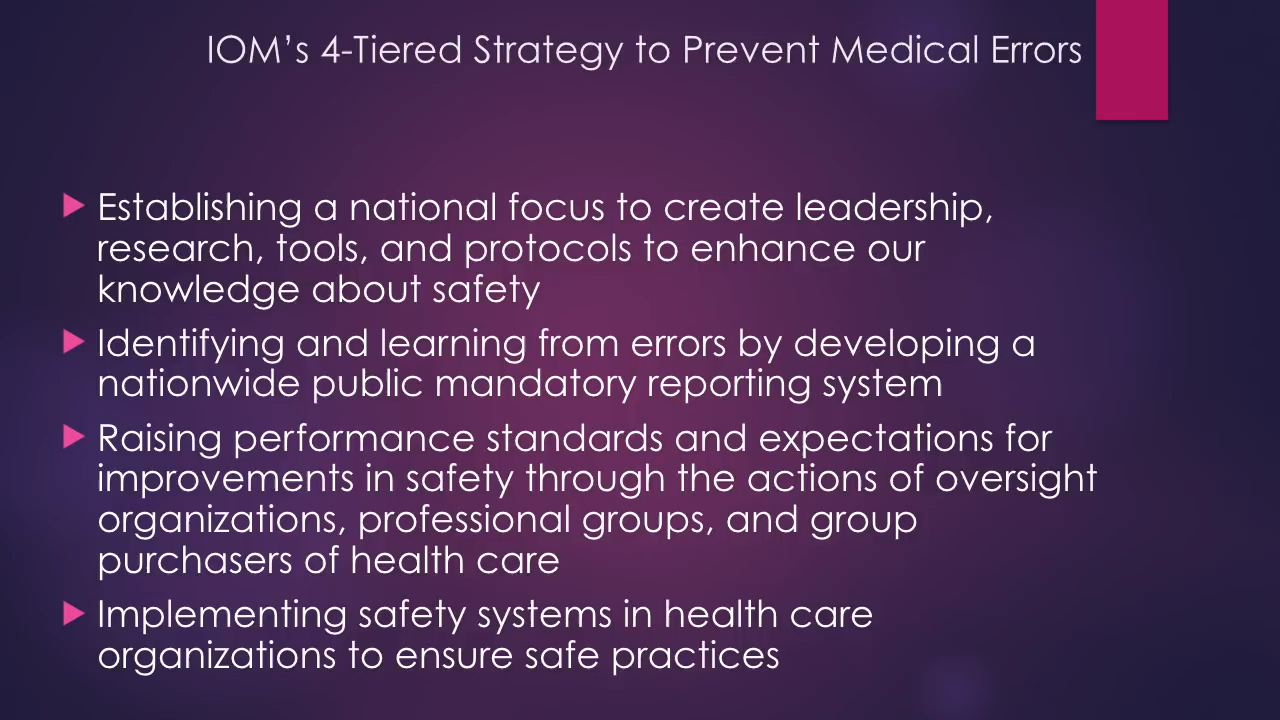 IOM’s 4-Tiered Strategy to Prevent Medical Errors
Establishing a national focus to create leadership,
research, tools, and protocols to enhance our
knowledge about safety
Identifying and learning from errors by developing a
nationwide public mandatory reporting system
Raising performance standards and expectations for
improvements in safety through the actions of oversight
organizations, professional groups, and group
purchasers of health care
Implementing safety systems in health care
organizations to ensure safe practices